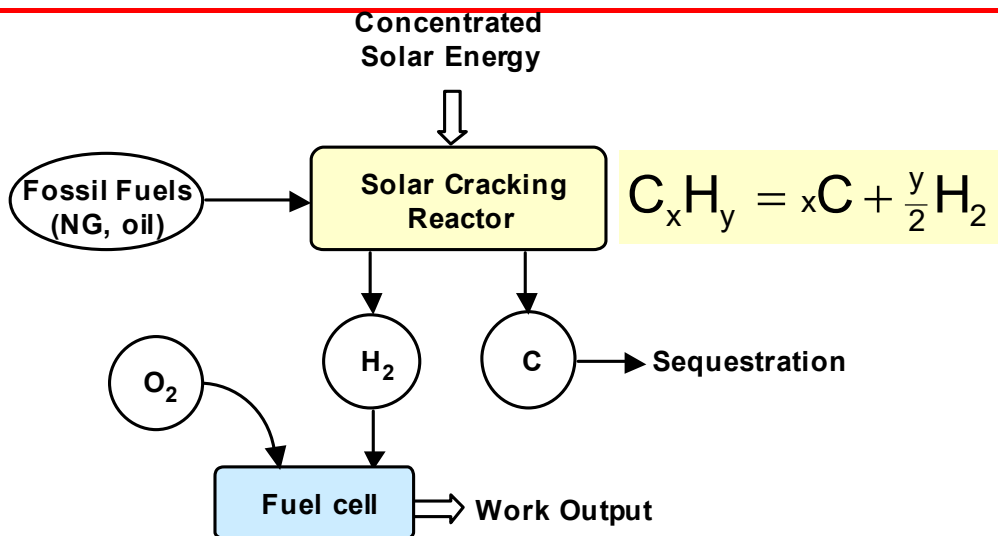 Concentrated
Solar Energy
Fossil Fuels
(NG, oil)
Solar Cracking
Reactor
CₓHᵧ = xC + y/2 H₂
O₂
H₂
C
Sequestration
Fuel cell
Work Output